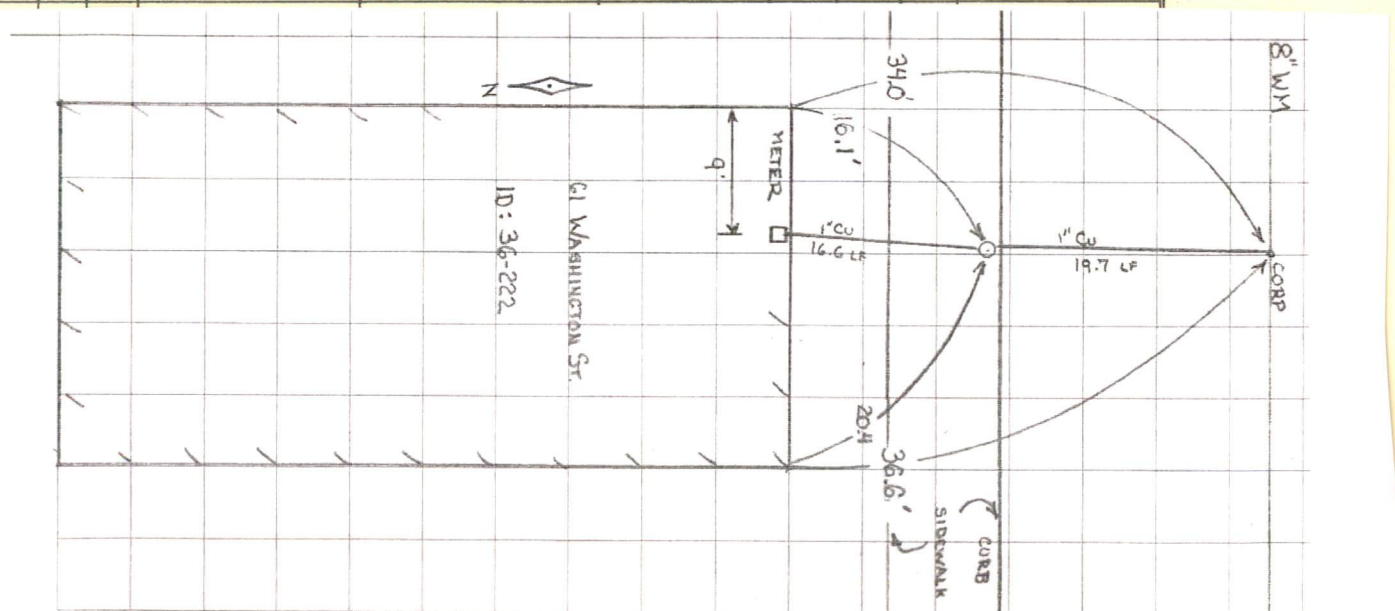 8" WM
34.0'
16.1'
N
METER
9'
1" CU
16.6 LF
1" CU
19.7 LF
CORP
61 WASHINGTON ST.
ID: 36-222
20.4
36.6'
CURB
SIDEWALK